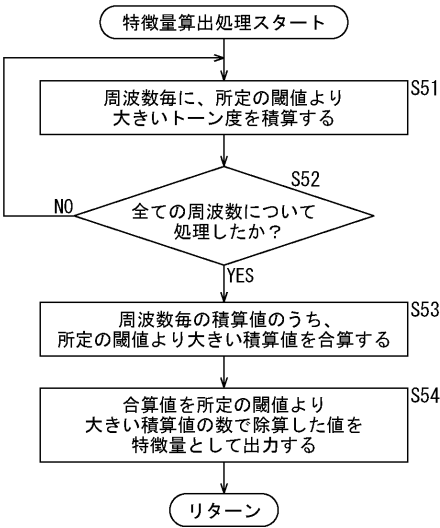 特徴量算出処理スタート
S51
周波数毎に、所定の閾値より
大きいトーン度を積算する
S52
全ての周波数について
処理したか？
NO
YES
S53
周波数毎の積算値のうち、
所定の閾値より大きい積算値を合算する
S54
合算値を所定の閾値より
大きい積算値の数で除算した値を
特徴量として出力する
リターン